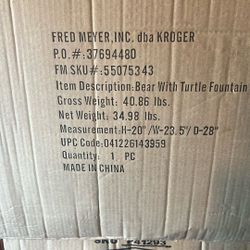 FRED MEYER,INC. dba KROGER
P.O.#:37694480
FM.SKU#:55075343
Item Description:Bear With Turtle Fountain
Gross Weight: 40.86 lbs.
Net Weight: 34.98 lbs.
Measurement:H-20"/W-23.5"/D-28"
UPC Code:041226143959
Quantity: 1 PC
MADE IN CHINA
SKU #41293